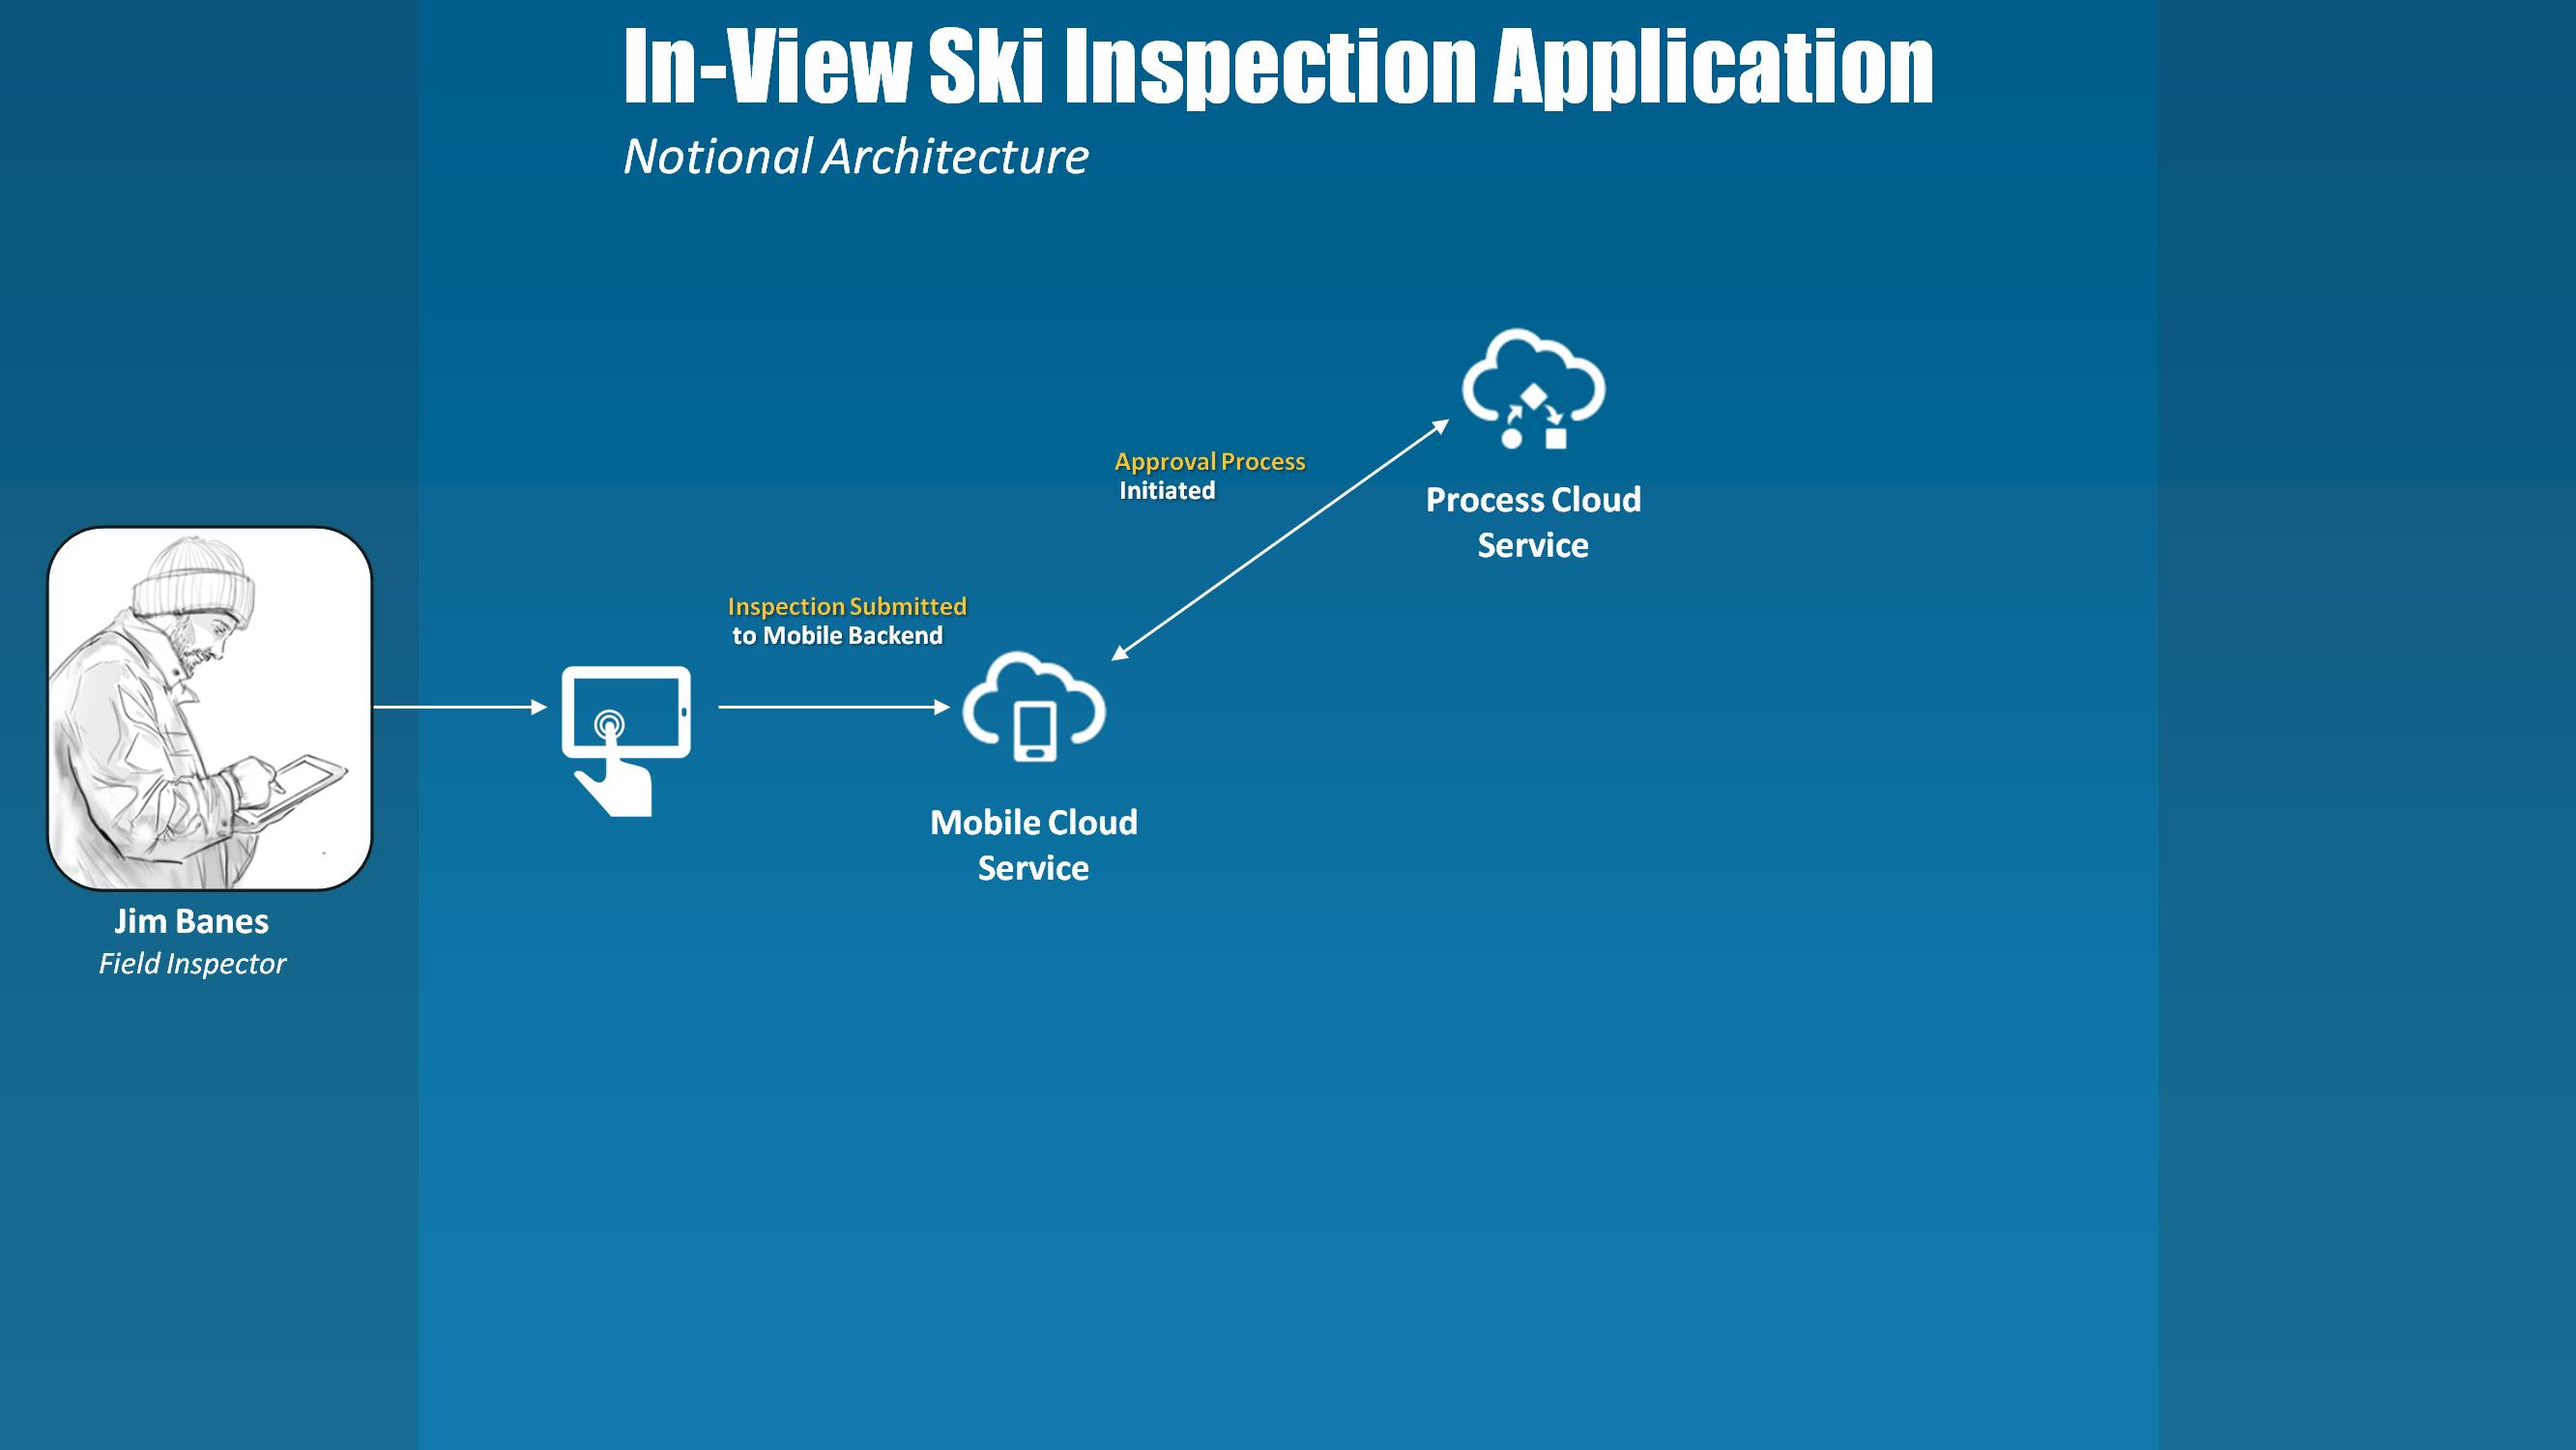 In-View Ski Inspection Application
Notional Architecture
Approval Process
Initiated
Process Cloud
Service
Inspection Submitted
to Mobile Backend
Mobile Cloud
Service
Jim Banes
Field Inspector